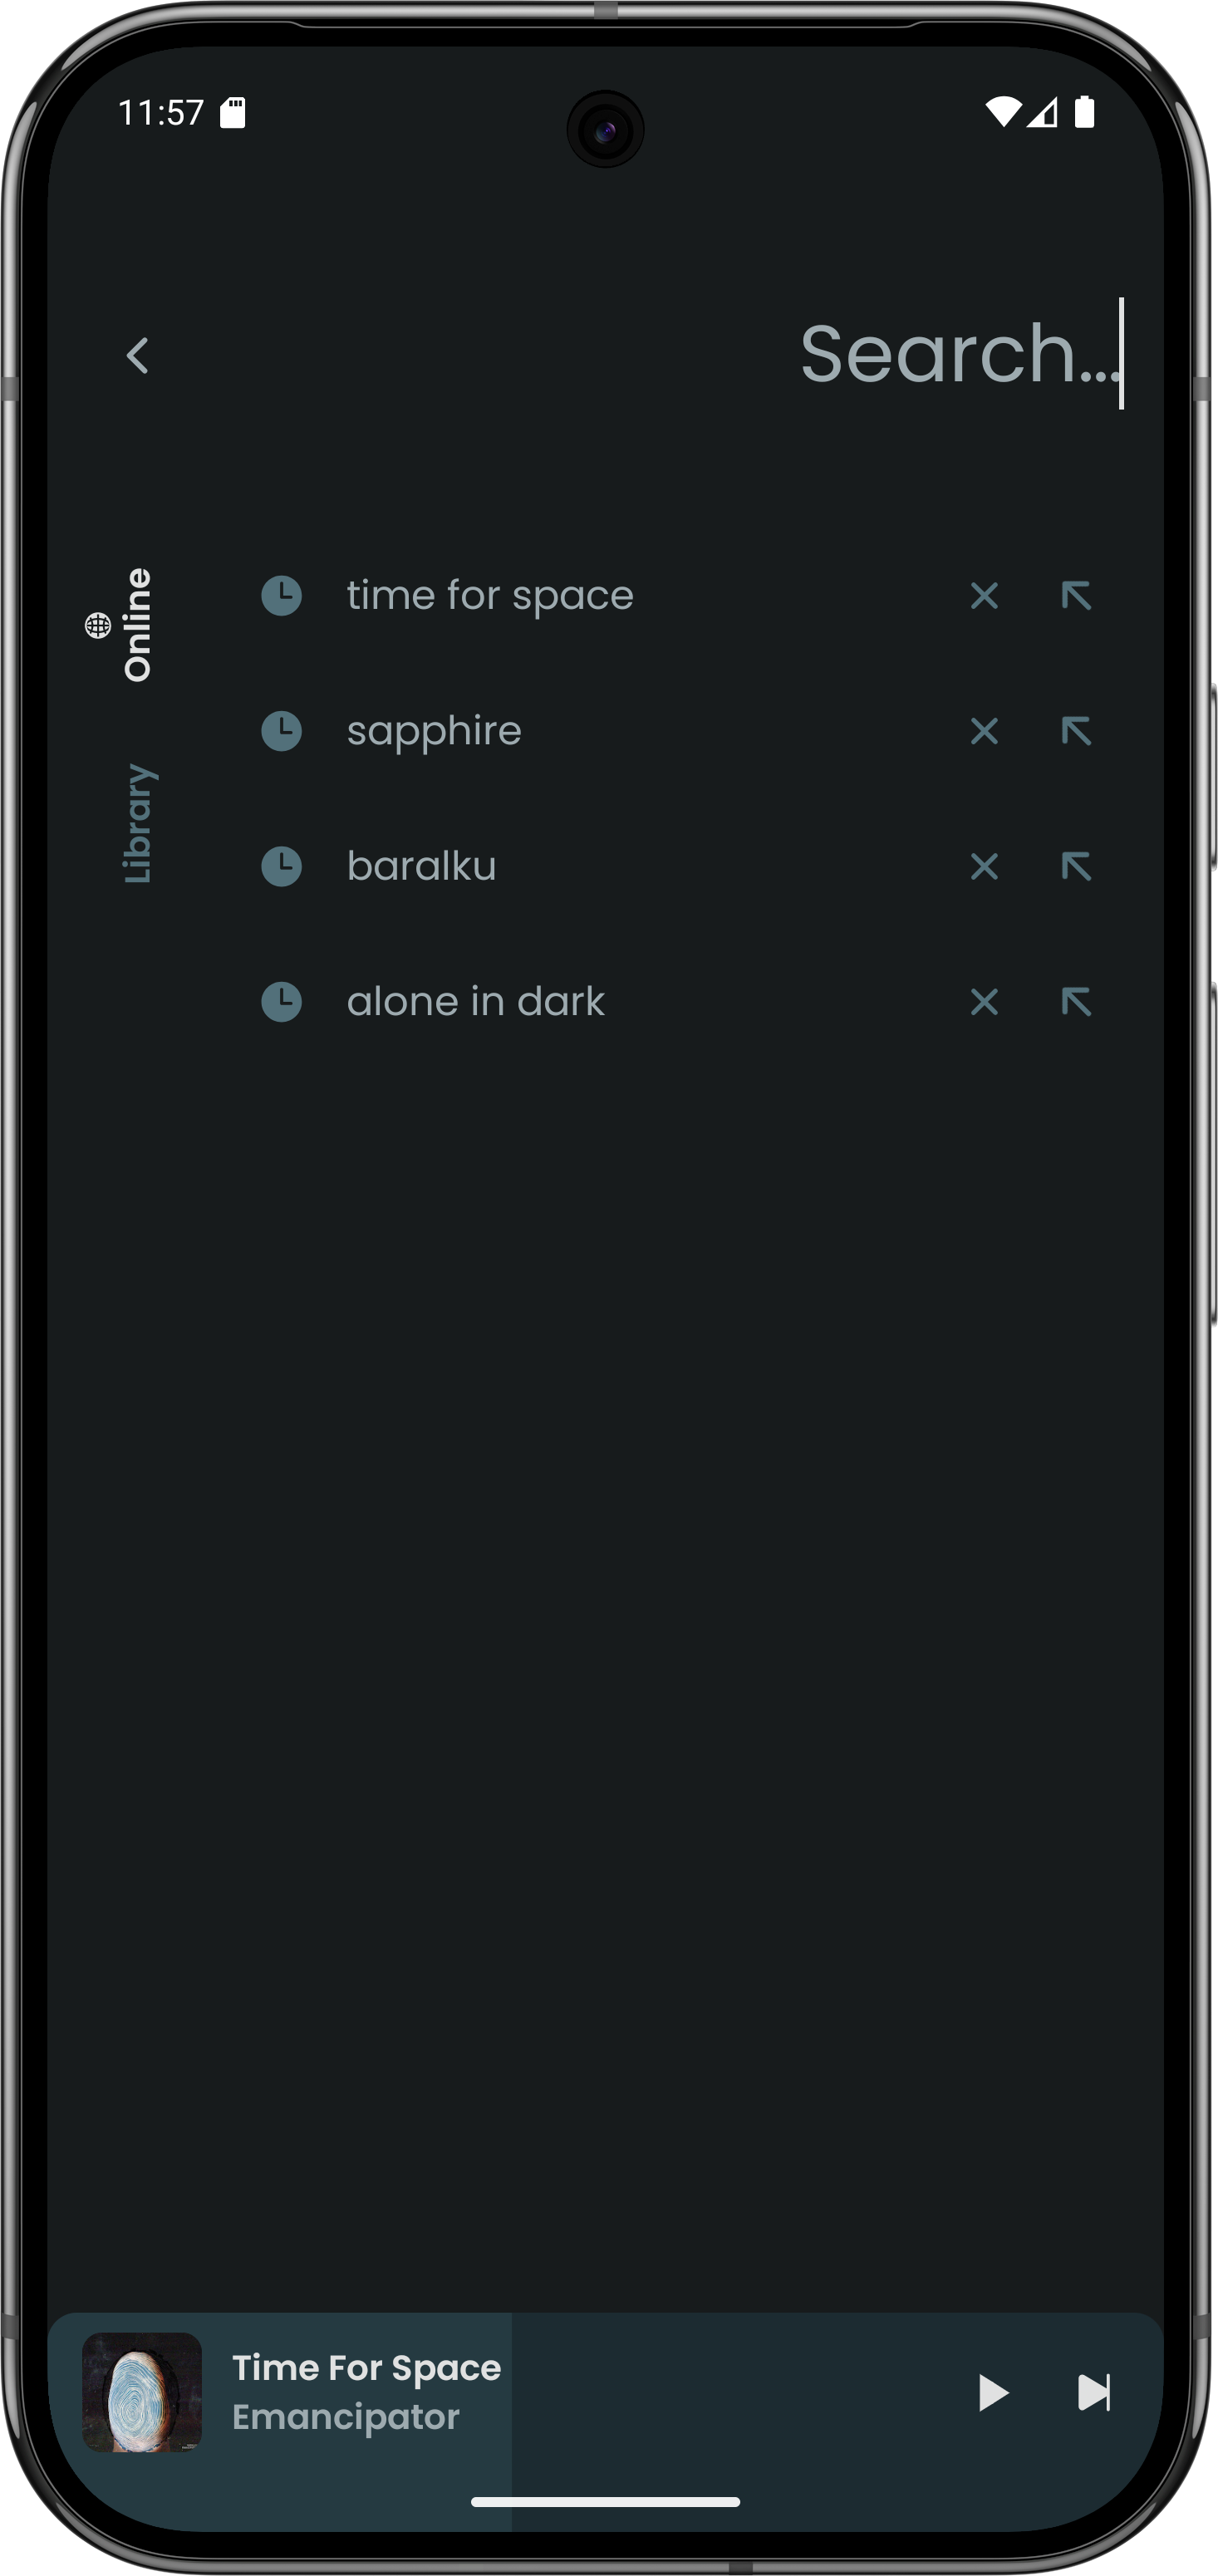 11:57
Search...
Online
Library
time for space
sapphire
baralku
alone in dark
Time For Space
Emancipator